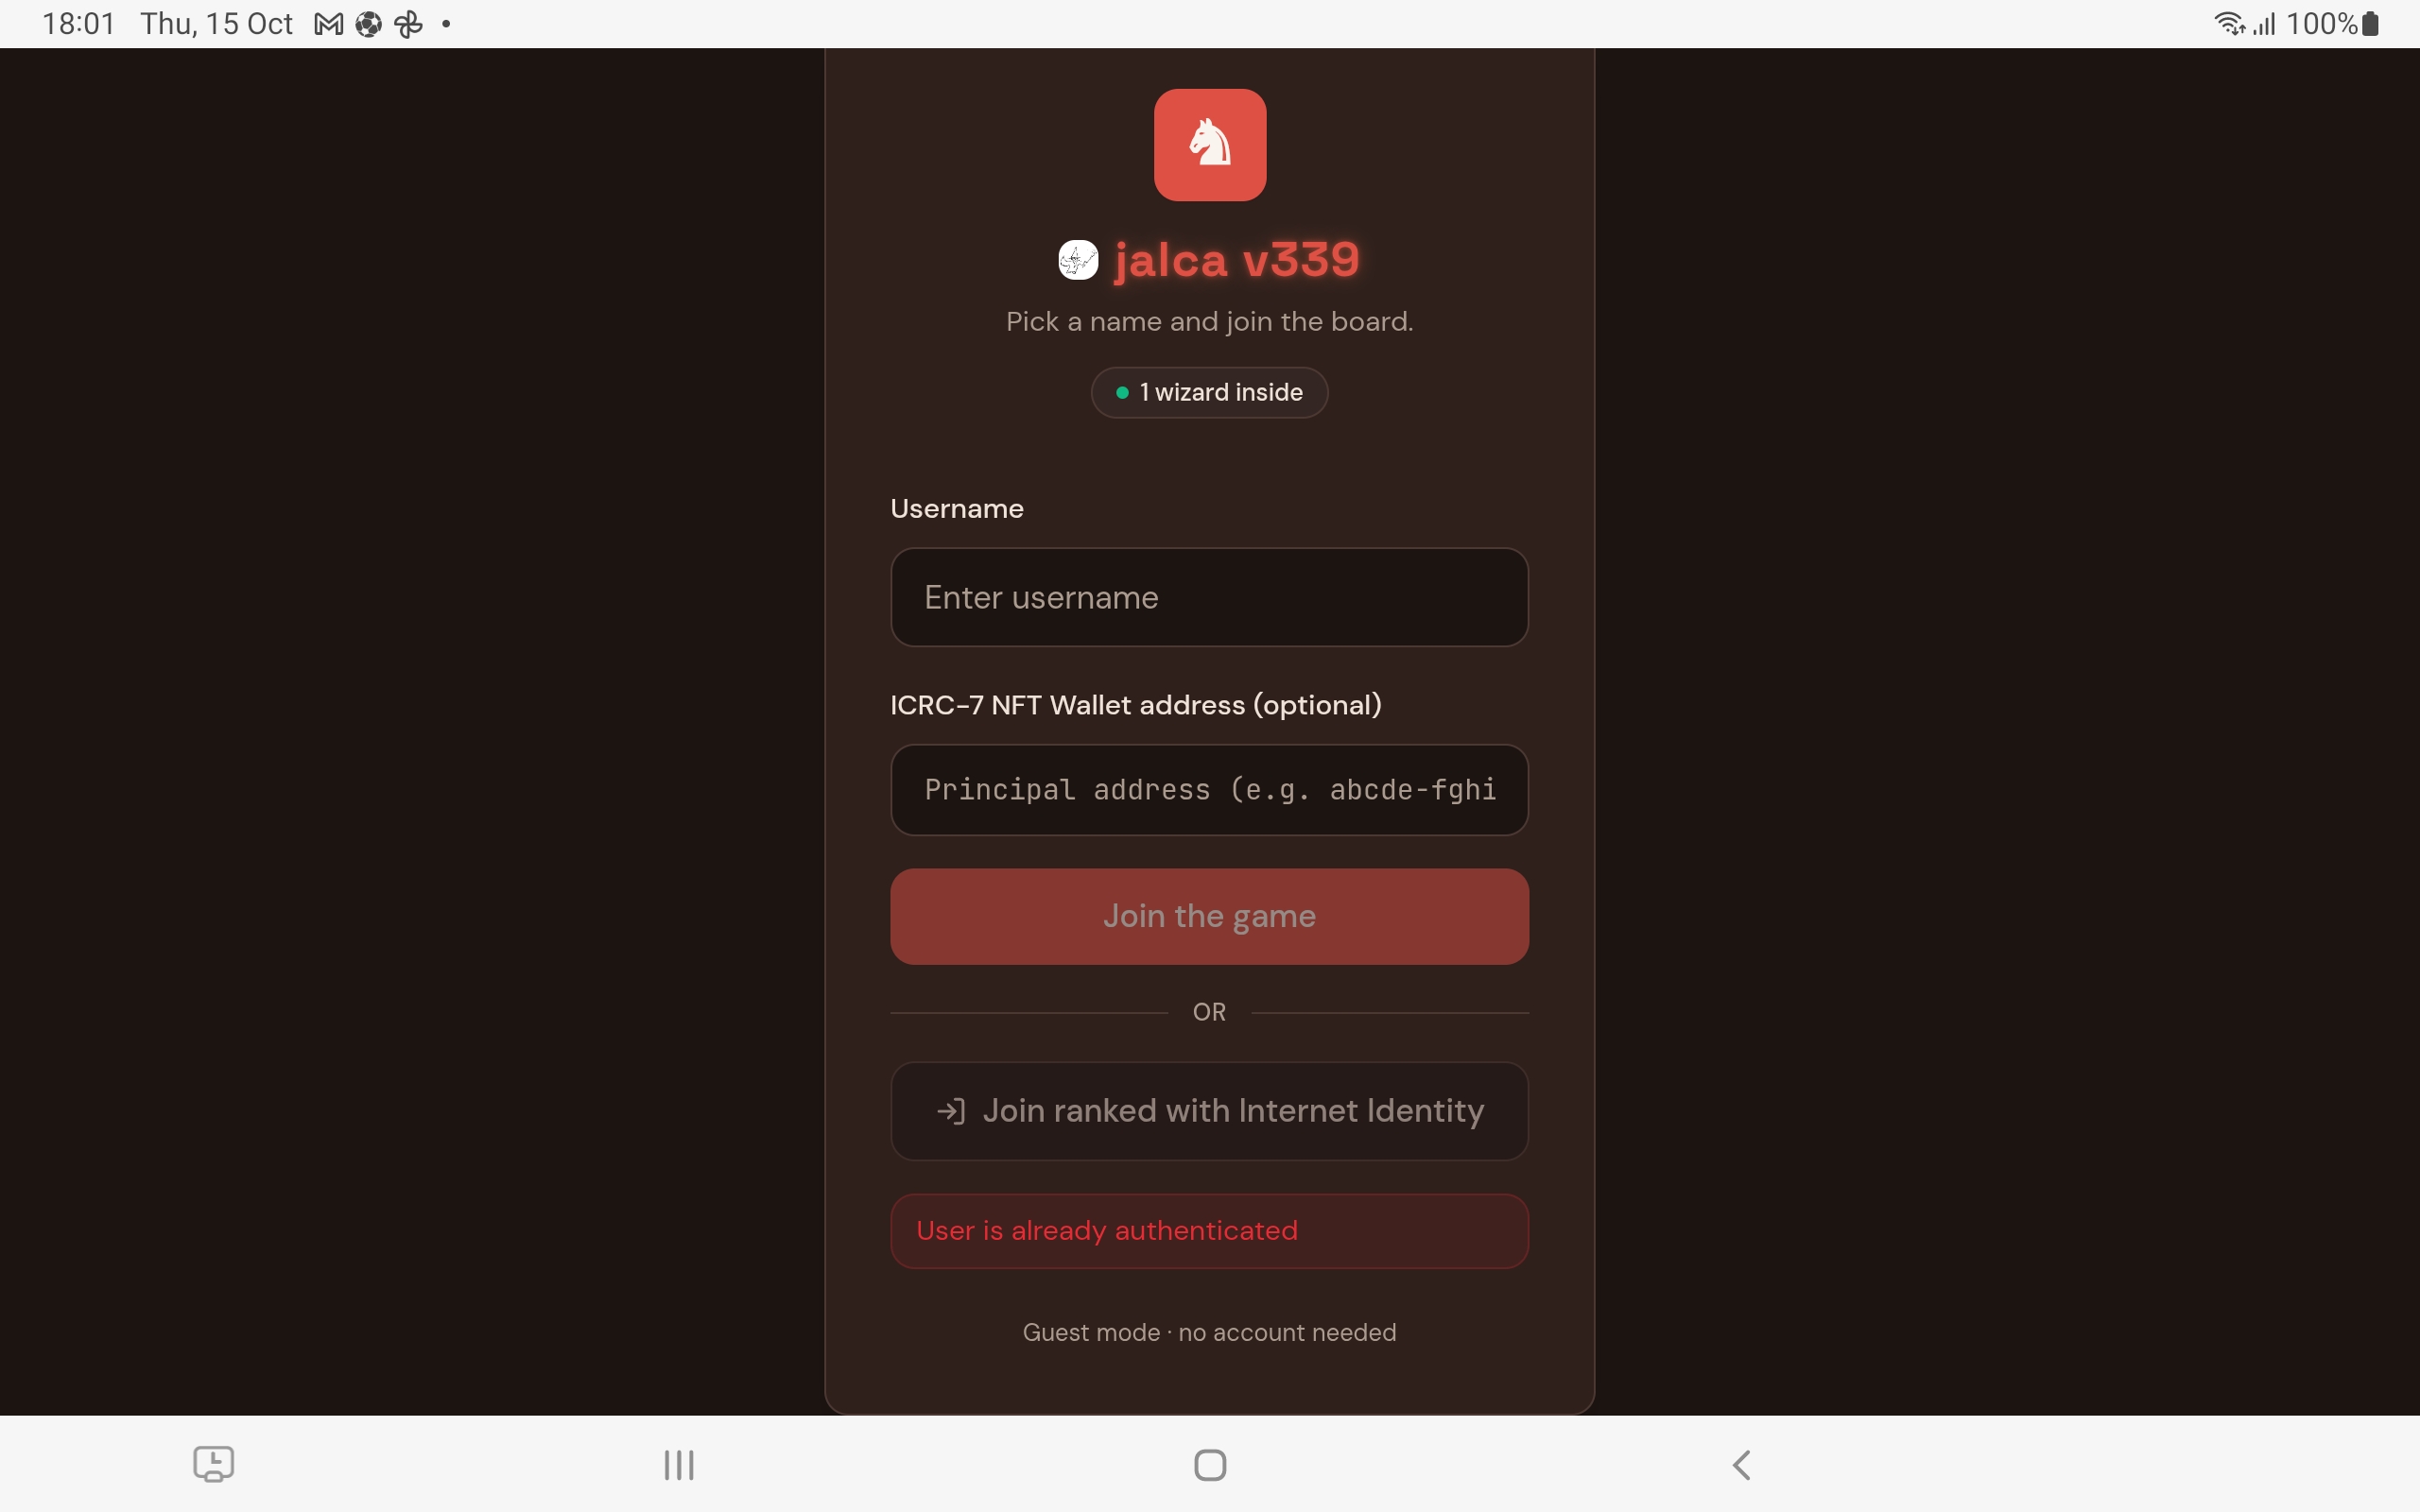 18:01 Thu, 15 Oct 100%
jalca v339
Pick a name and join the board.
1 wizard inside
Username
Enter username
ICRC-7 NFT Wallet address (optional)
Principal address (e.g. abcde-fghi
Join the game
OR
Join ranked with Internet Identity
User is already authenticated
Guest mode · no account needed